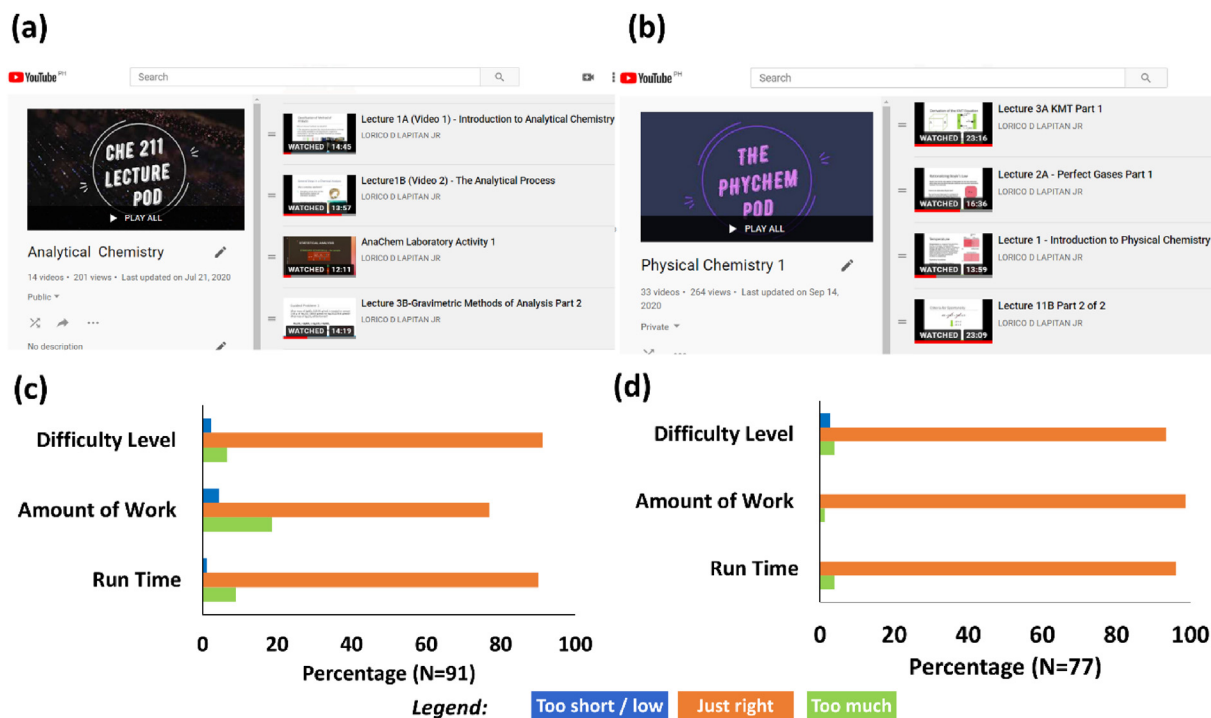 (a)
YouTube PH
Search
CHE 211
LECTURE
POD
PLAY ALL
Analytical Chemistry
14 videos • 201 views • Last updated on Jul 21, 2020
Public
No description
WATCHED 14:45
Lecture 1A (Video 1) - Introduction to Analytical Chemistry
LORICO D LAPITAN JR
WATCHED 13:57
Lecture1B (Video 2) - The Analytical Process
LORICO D LAPITAN JR
WATCHED 12:11
AnaChem Laboratory Activity 1
LORICO D LAPITAN JR
WATCHED 14:19
Lecture 3B-Gravimetric Methods of Analysis Part 2
LORICO D LAPITAN JR
(b)
YouTube PH
Search
THE
PHYCHEM
POD
PLAY ALL
Physical Chemistry 1
33 videos • 264 views • Last updated on Sep 14,
2020
Private
WATCHED 23:16
Lecture 3A KMT Part 1
LORICO D LAPITAN JR
WATCHED 16:36
Lecture 2A - Perfect Gases Part 1
LORICO D LAPITAN JR
WATCHED 13:59
Lecture 1 - Introduction to Physical Chemistry
LORICO D LAPITAN JR
WATCHED 23:09
Lecture 11B Part 2 of 2
LORICO D LAPITAN JR
(c)
Difficulty Level
Amount of Work
Run Time
0 20 40 60 80 100
Percentage (N=91)
(d)
Difficulty Level
Amount of Work
Run Time
0 20 40 60 80 100
Percentage (N=77)
Legend: Too short / low Just right Too much